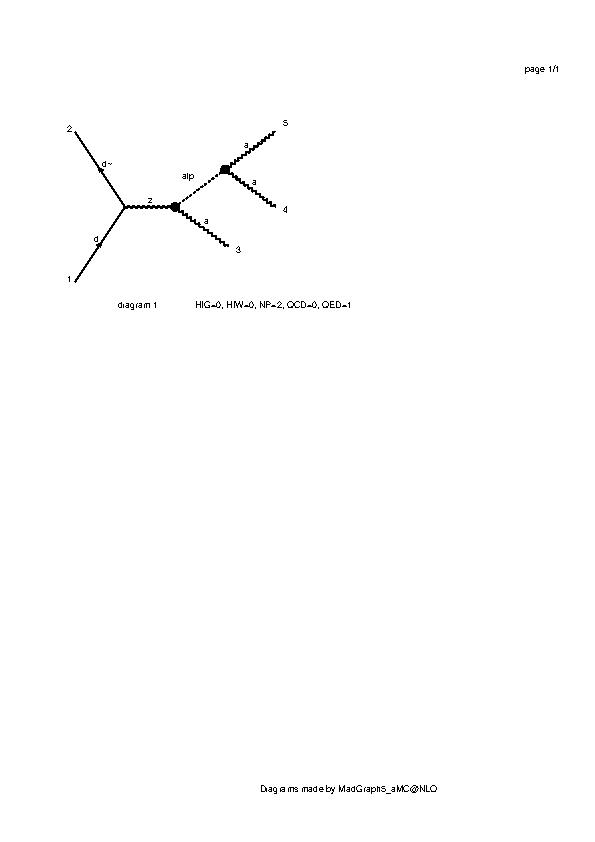 page 1/1
2
5
a
d~
alp
a
z
4
a
d
3
1
diagram 1 HIG=0, HIW=0, NP=2, QCD=0, QED=1
Diagrams made by MadGraph5_aMC@NLO